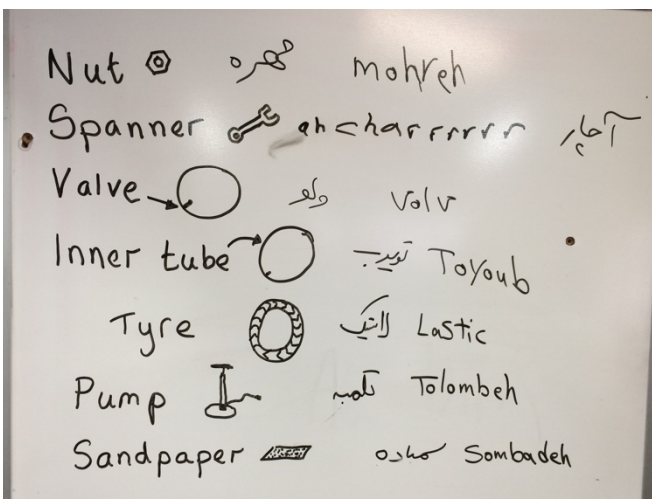 Nut مهره mohreh
Spanner ahcharrrrrr آچار
Valve ولو Volv
Inner tube تویوب Toyoub
Tyre لاتیک Lastic
Pump تلمبه Tolombeh
Sandpaper سمباده Sombadeh